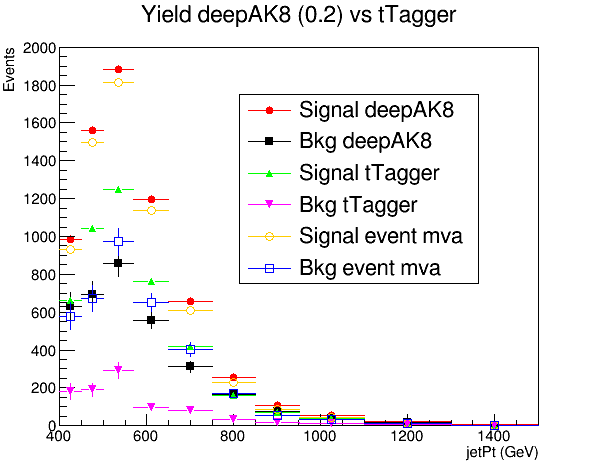 Yield deepAK8 (0.2) vs tTagger
Events
2000
1800
1600
1400
1200
1000
800
600
400
200
0
Signal deepAK8
Bkg deepAK8
Signal tTagger
Bkg tTagger
Signal event mva
Bkg event mva
400 600 800 1000 1200 1400
jetPt (GeV)